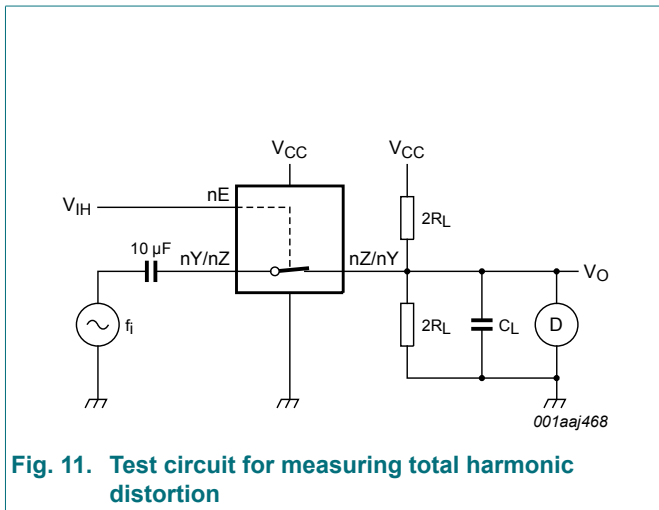 VCC
VCC
nE
VIH
2RL
10 µF
nY/nZ
nZ/nY
VO
fi
2RL
CL
D
001aaj468
Fig. 11. Test circuit for measuring total harmonic
distortion